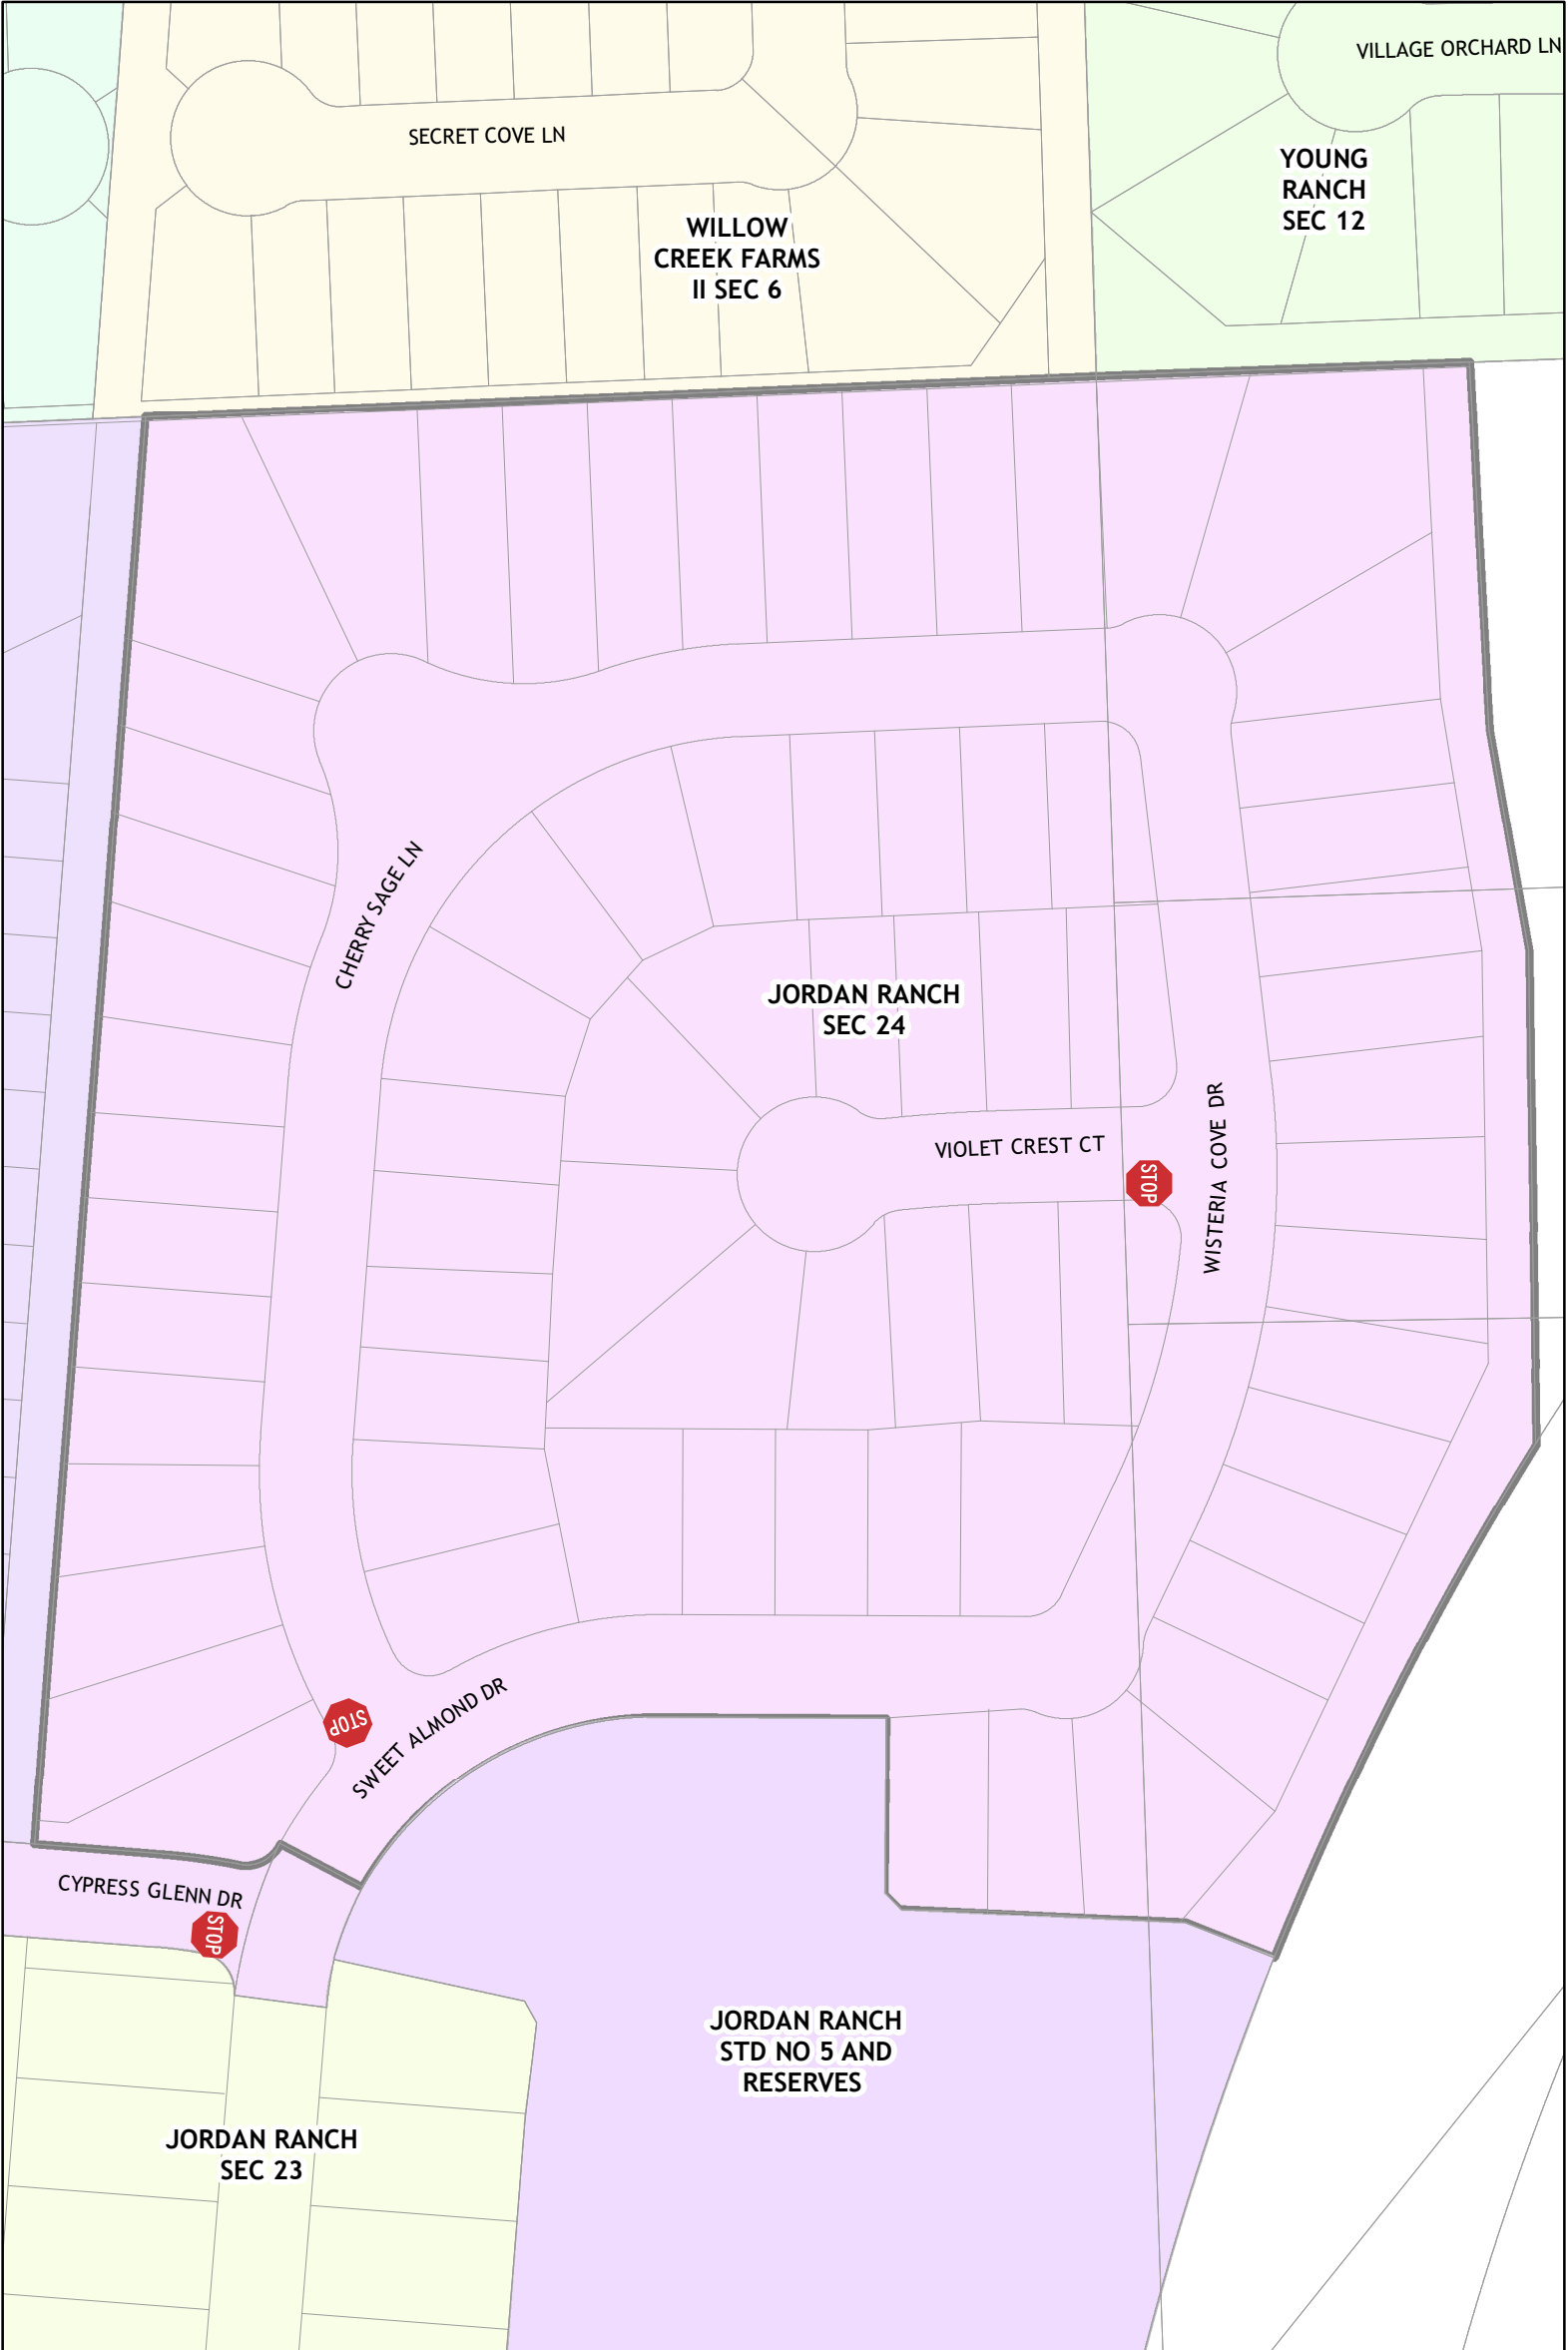 VILLAGE ORCHARD LN
SECRET COVE LN
YOUNG
RANCH
SEC 12
WILLOW
CREEK FARMS
II SEC 6
CHERRY SAGE LN
JORDAN RANCH
SEC 24
VIOLET CREST CT
STOP
WISTERIA COVE DR
STOP
SWEET ALMOND DR
CYPRESS GLENN DR
STOP
JORDAN RANCH
STD NO 5 AND
RESERVES
JORDAN RANCH
SEC 23